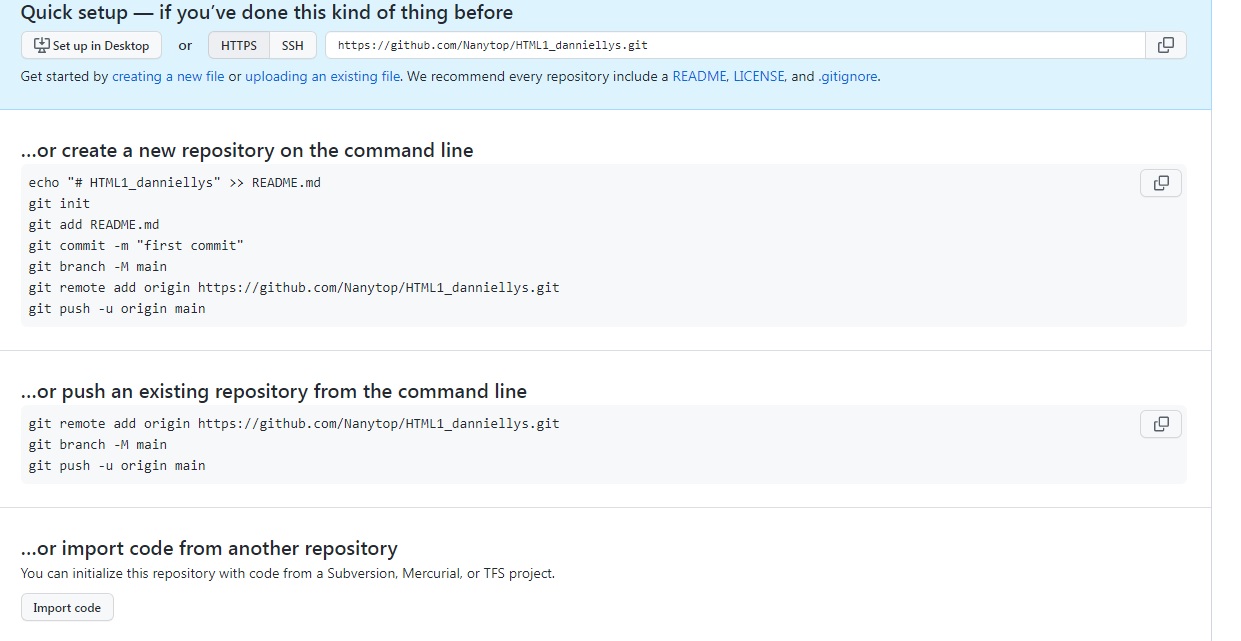 Quick setup — if you’ve done this kind of thing before
Set up in Desktop or HTTPS SSH https://github.com/Nanytop/HTML1_danniellys.git
Get started by creating a new file or uploading an existing file. We recommend every repository include a README, LICENSE, and .gitignore.
…or create a new repository on the command line
echo "# HTML1_danniellys" >> README.md
git init
git add README.md
git commit -m "first commit"
git branch -M main
git remote add origin https://github.com/Nanytop/HTML1_danniellys.git
git push -u origin main
…or push an existing repository from the command line
git remote add origin https://github.com/Nanytop/HTML1_danniellys.git
git branch -M main
git push -u origin main
…or import code from another repository
You can initialize this repository with code from a Subversion, Mercurial, or TFS project.
Import code